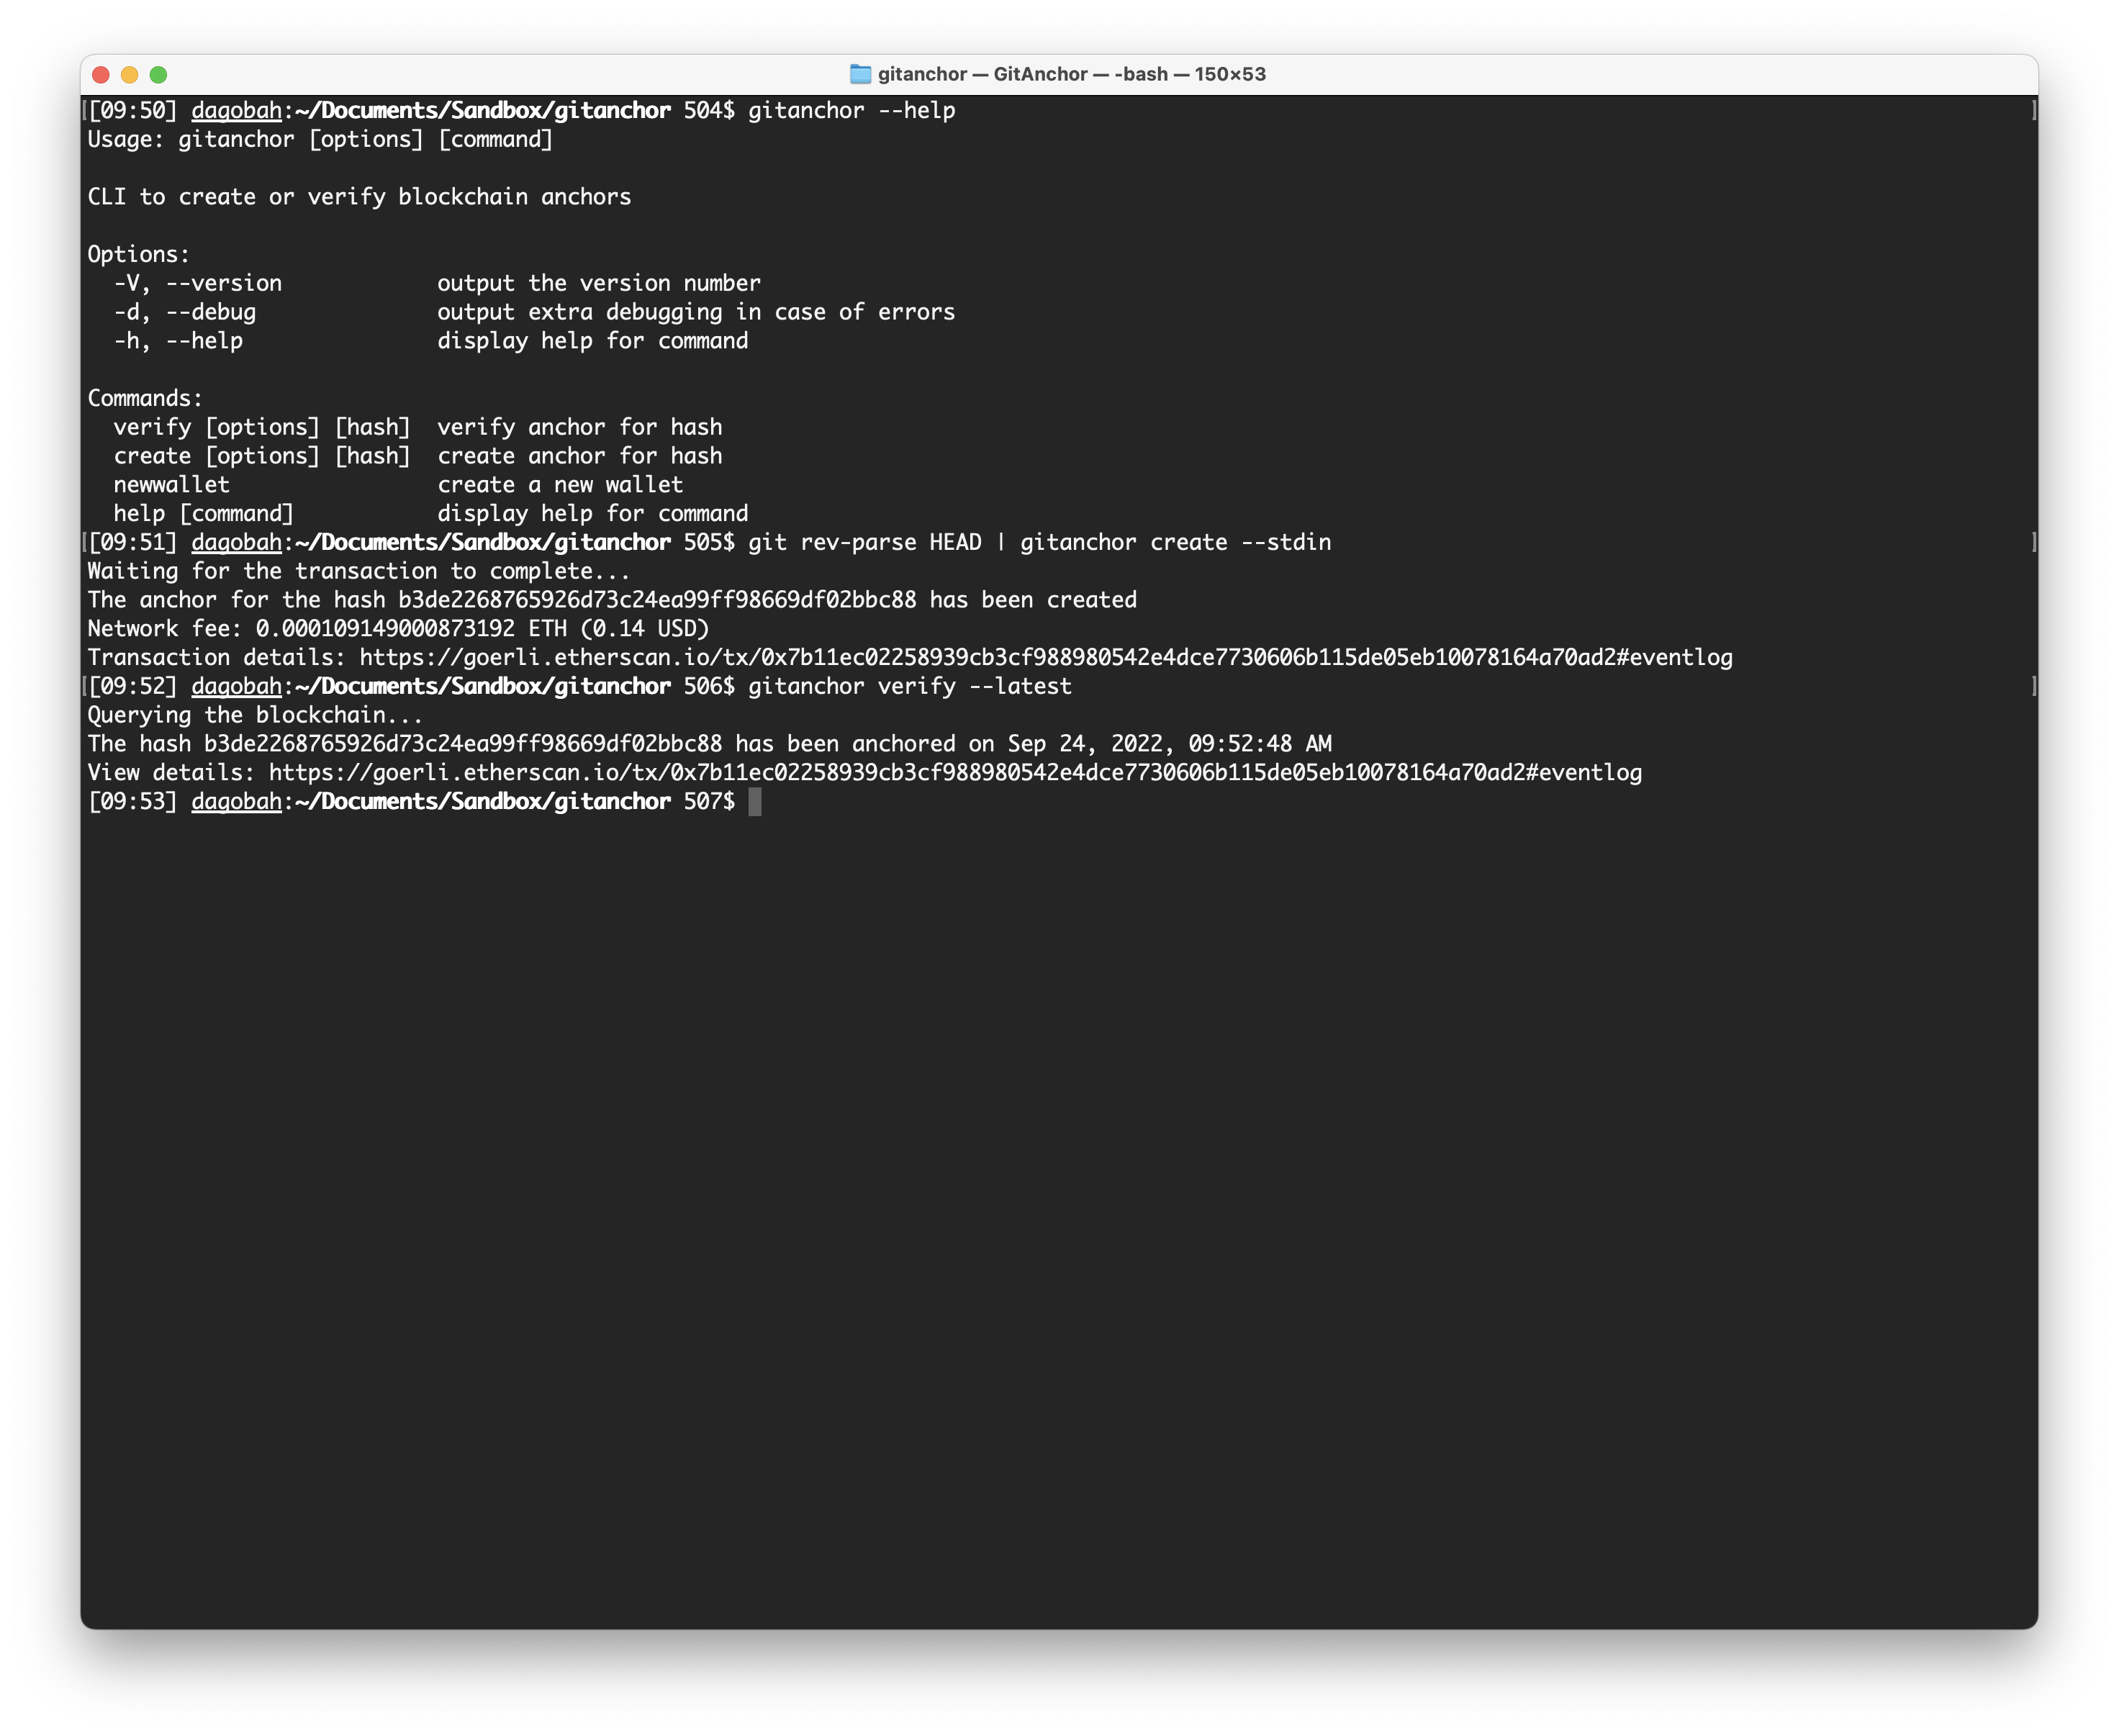 gitanchor — GitAnchor — -bash — 150×53
[09:50] dagobah:~/Documents/Sandbox/gitanchor 504$ gitanchor --help
Usage: gitanchor [options] [command]
CLI to create or verify blockchain anchors
Options:
-V, --version            output the version number
-d, --debug              output extra debugging in case of errors
-h, --help               display help for command
Commands:
verify [options] [hash]  verify anchor for hash
create [options] [hash]  create anchor for hash
newwallet                create a new wallet
help [command]           display help for command
[09:51] dagobah:~/Documents/Sandbox/gitanchor 505$ git rev-parse HEAD | gitanchor create --stdin
Waiting for the transaction to complete...
The anchor for the hash b3de2268765926d73c24ea99ff98669df02bbc88 has been created
Network fee: 0.000109149000873192 ETH (0.14 USD)
Transaction details: https://goerli.etherscan.io/tx/0x7b11ec02258939cb3cf988980542e4dce7730606b115de05eb10078164a70ad2#eventlog
[09:52] dagobah:~/Documents/Sandbox/gitanchor 506$ gitanchor verify --latest
Querying the blockchain...
The hash b3de2268765926d73c24ea99ff98669df02bbc88 has been anchored on Sep 24, 2022, 09:52:48 AM
View details: https://goerli.etherscan.io/tx/0x7b11ec02258939cb3cf988980542e4dce7730606b115de05eb10078164a70ad2#eventlog
[09:53] dagobah:~/Documents/Sandbox/gitanchor 507$